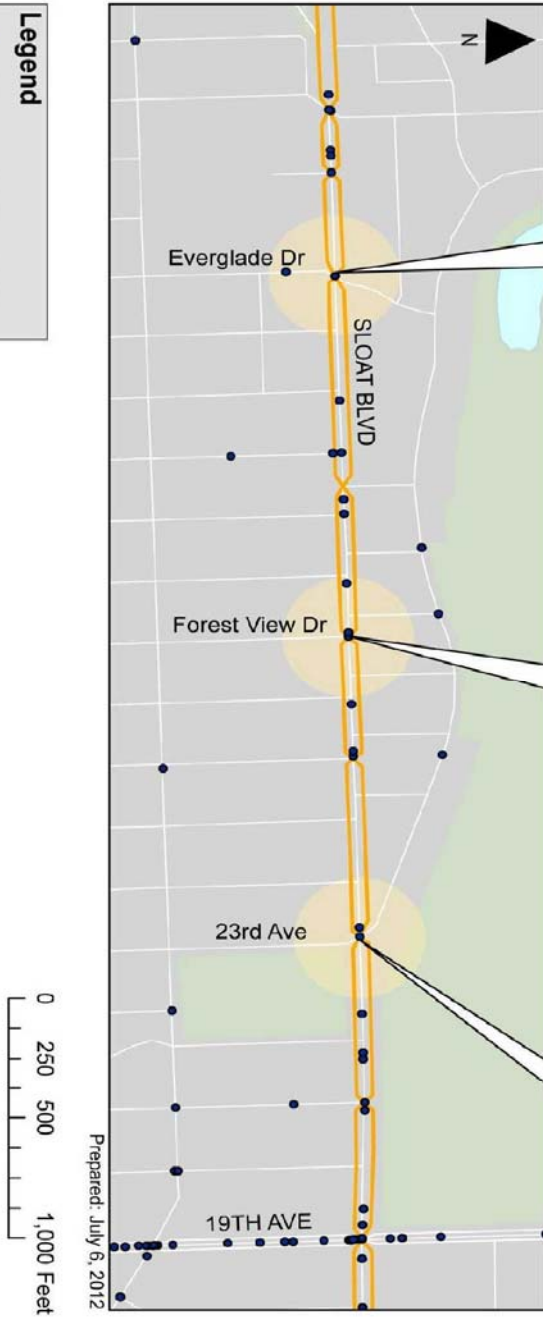 N
Everglade Dr
SLOAT BLVD
Forest View Dr
23rd Ave
19TH AVE
Legend
0 250 500 1,000 Feet
Prepared: July 6, 2012